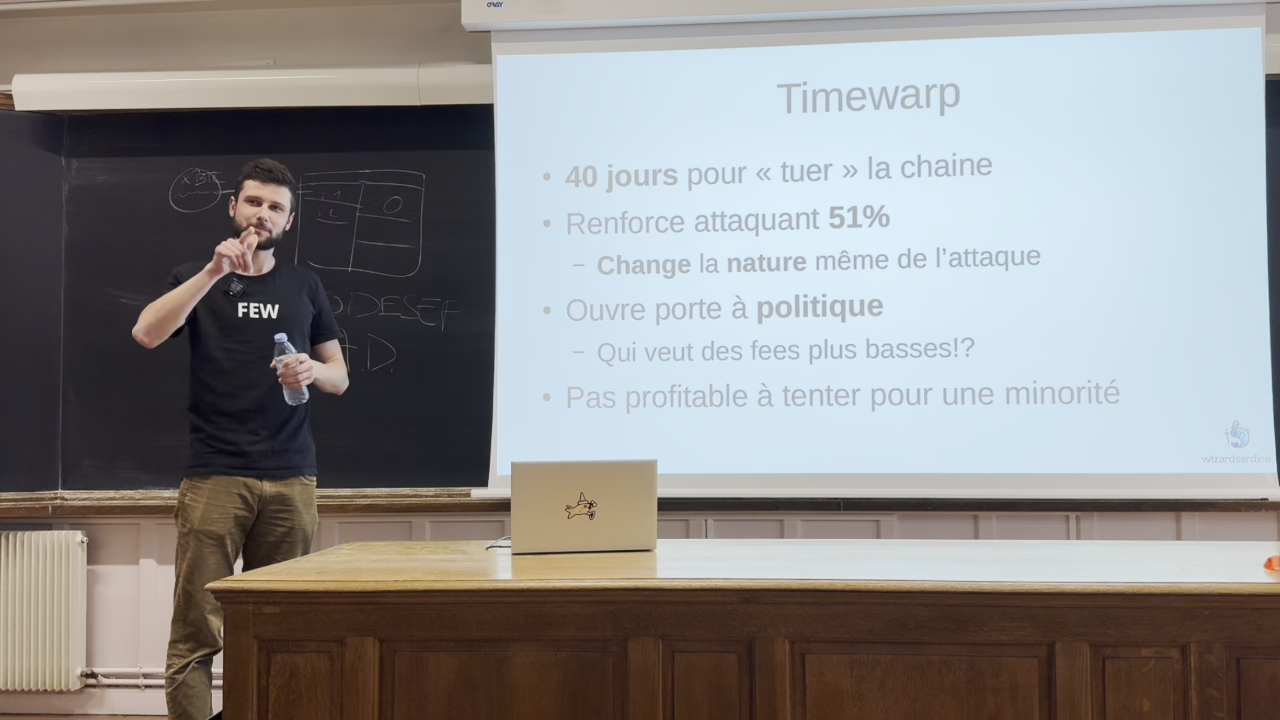 Timewarp
• 40 jours pour « tuer » la chaine
• Renforce attaquant 51%
– Change la nature même de l'attaque
• Ouvre porte à politique
– Qui veut des fees plus basses!?
• Pas profitable à tenter pour une minorité
wizardsardine
FEW